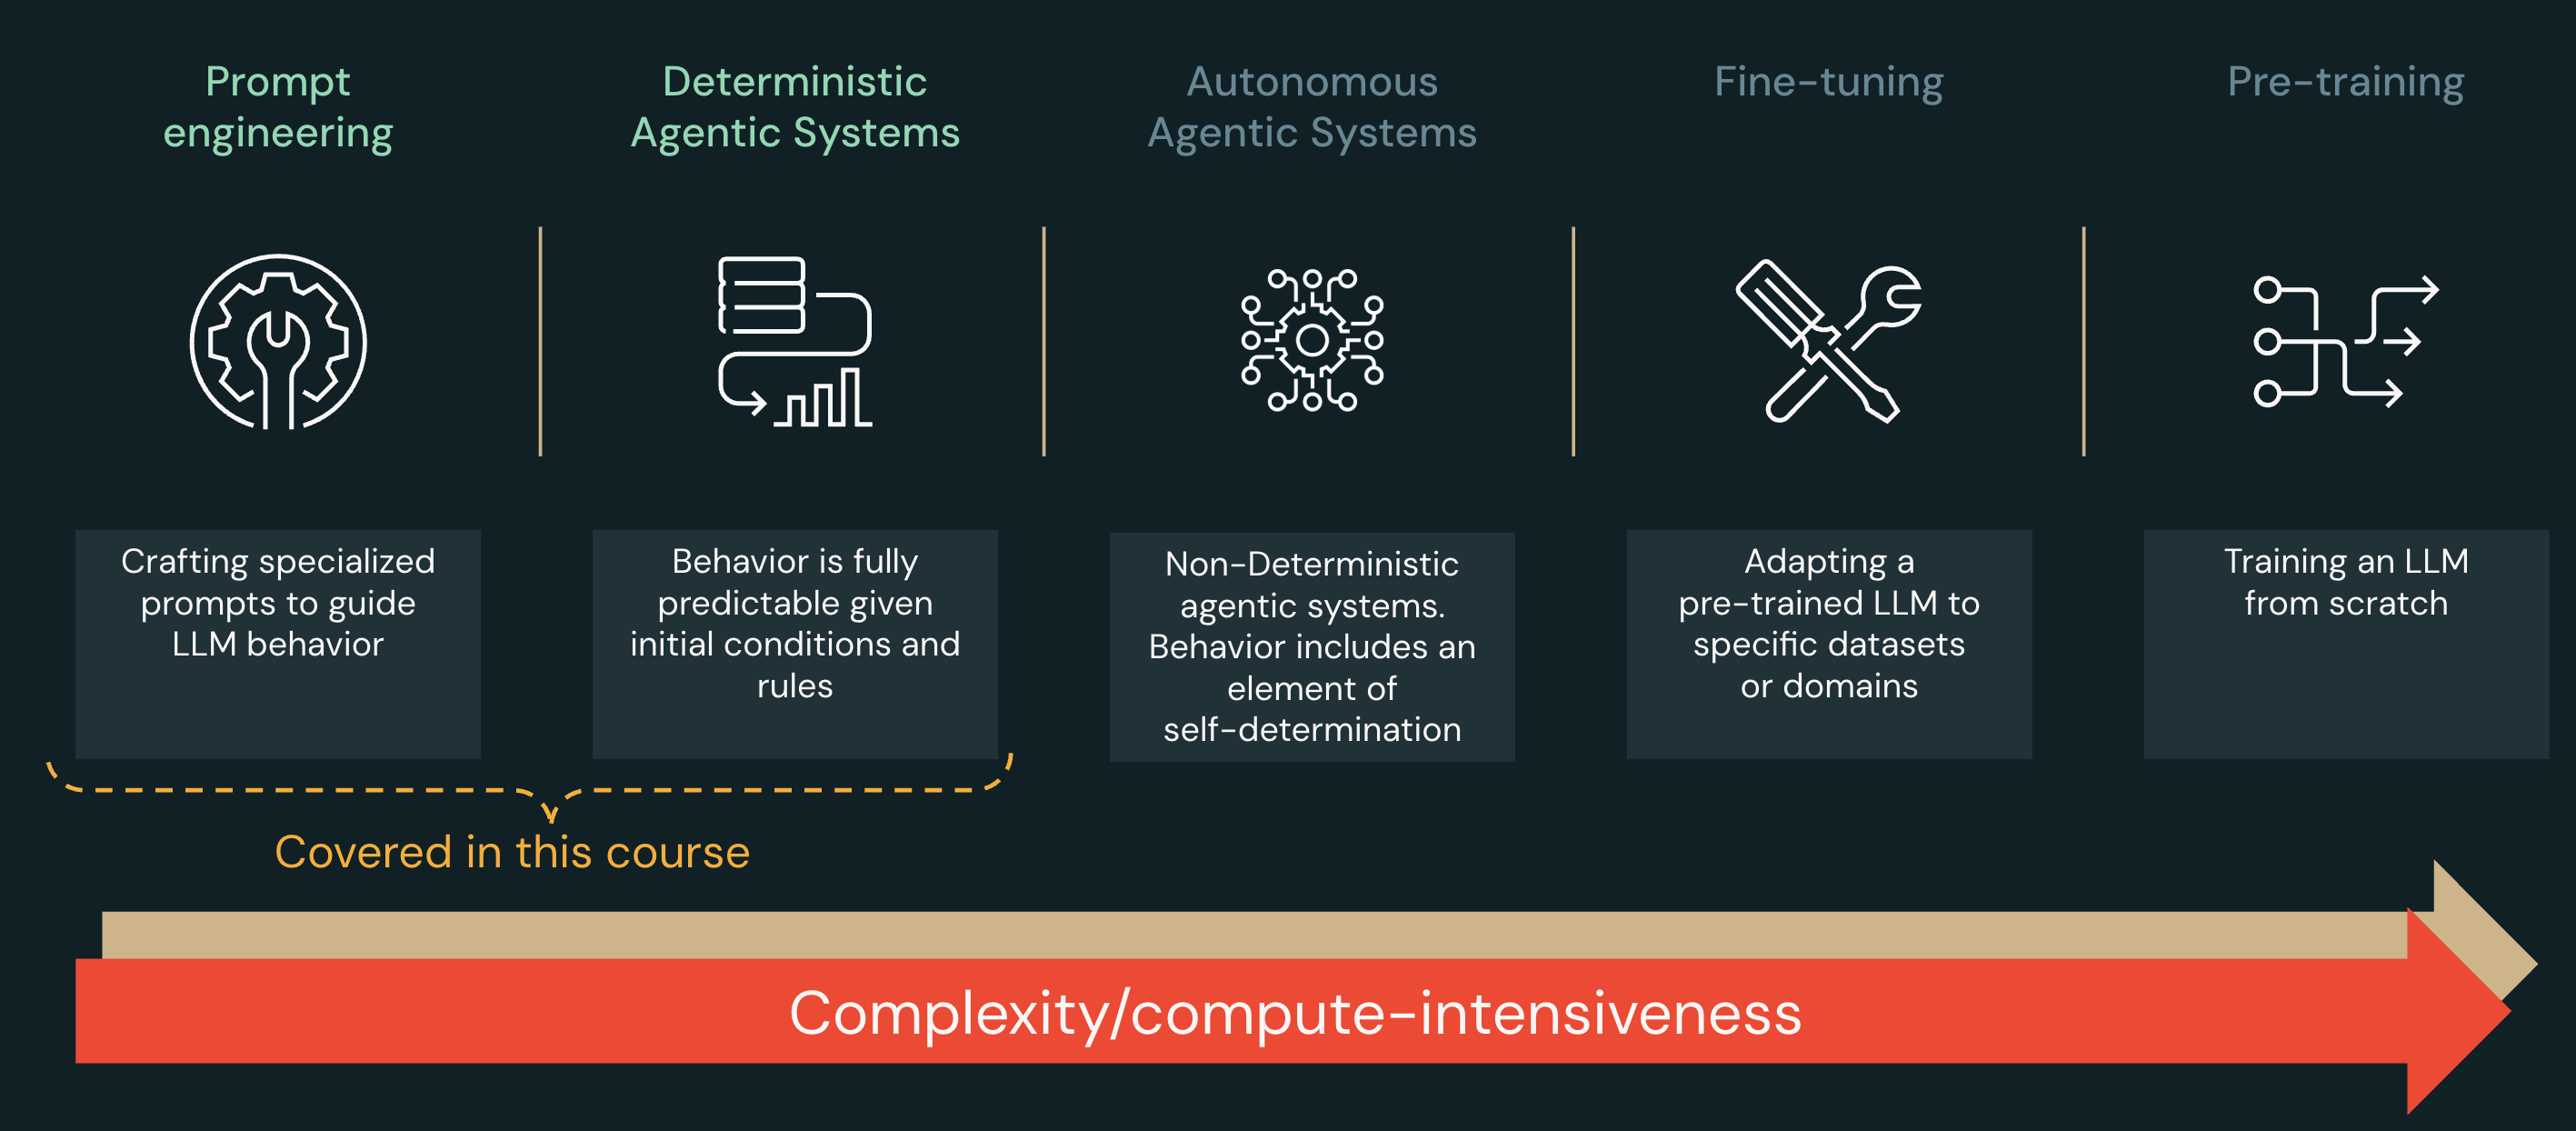 Prompt
engineering
Deterministic
Agentic Systems
Autonomous
Agentic Systems
Fine-tuning
Pre-training
Crafting specialized
prompts to guide
LLM behavior
Behavior is fully
predictable given
initial conditions and
rules
Non-Deterministic
agentic systems.
Behavior includes an
element of
self-determination
Adapting a
pre-trained LLM to
specific datasets
or domains
Training an LLM
from scratch
Covered in this course
Complexity/compute-intensiveness